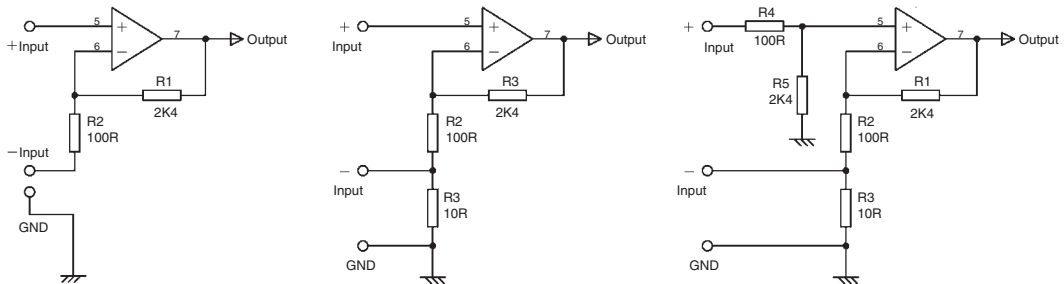 +Input
5
6
+
−
7
Output
R1
2K4
R2
100R
−Input
GND
+
Input
5
6
+
−
7
Output
R3
2K4
R2
100R
−
Input
R3
10R
GND
+
Input
R4
100R
5
6
+
−
7
Output
R5
2K4
R1
2K4
R2
100R
−
Input
R3
10R
GND